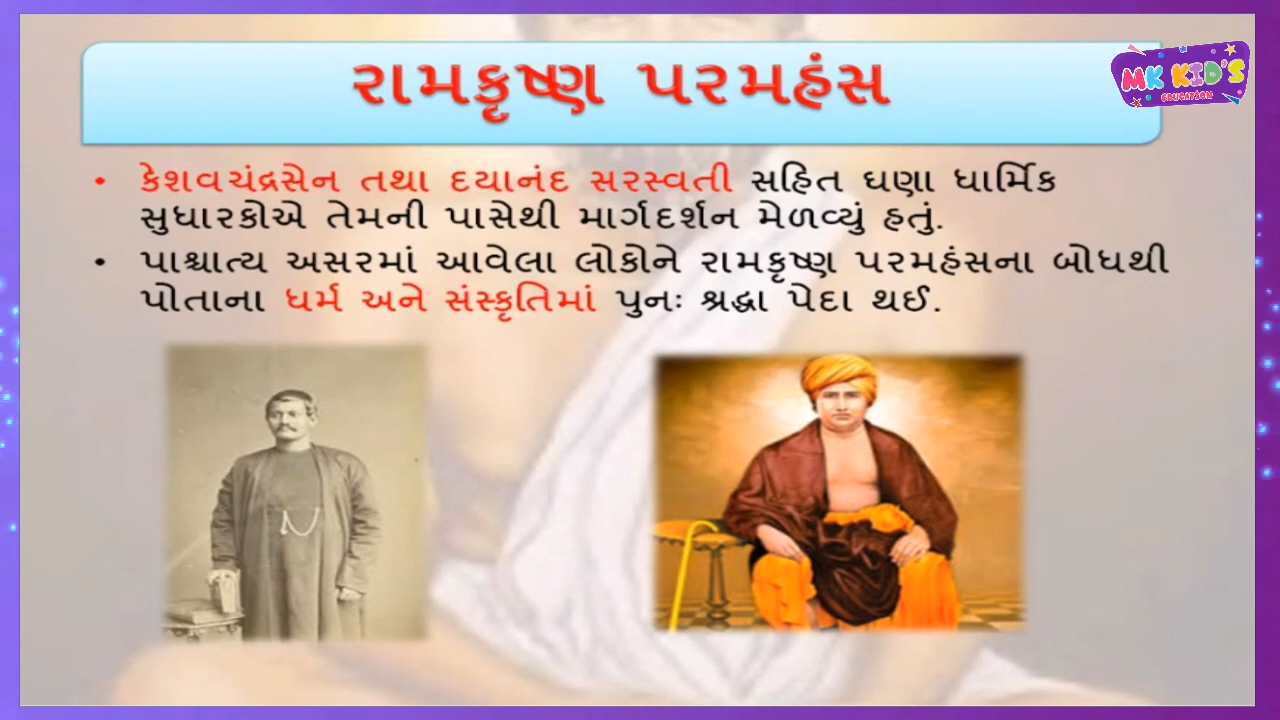 રામકૃષ્ણ પરમહંસ
MK KID'S
EDUCATION
• કેશવચંદ્રસેન તથા દયાનંદ સરસ્વતી સહિત ઘણા ધાર્મિક
સુધારકોએ તેમની પાસેથી માર્ગદર્શન મેળવ્યું હતું.
• પાશ્ચાત્ય અસરમાં આવેલા લોકોને રામકૃષ્ણ પરમહંસના બોધથી
પોતાના ધર્મ અને સંસ્કૃતિમાં પુનઃ શ્રદ્ધા પેદા થઈ.